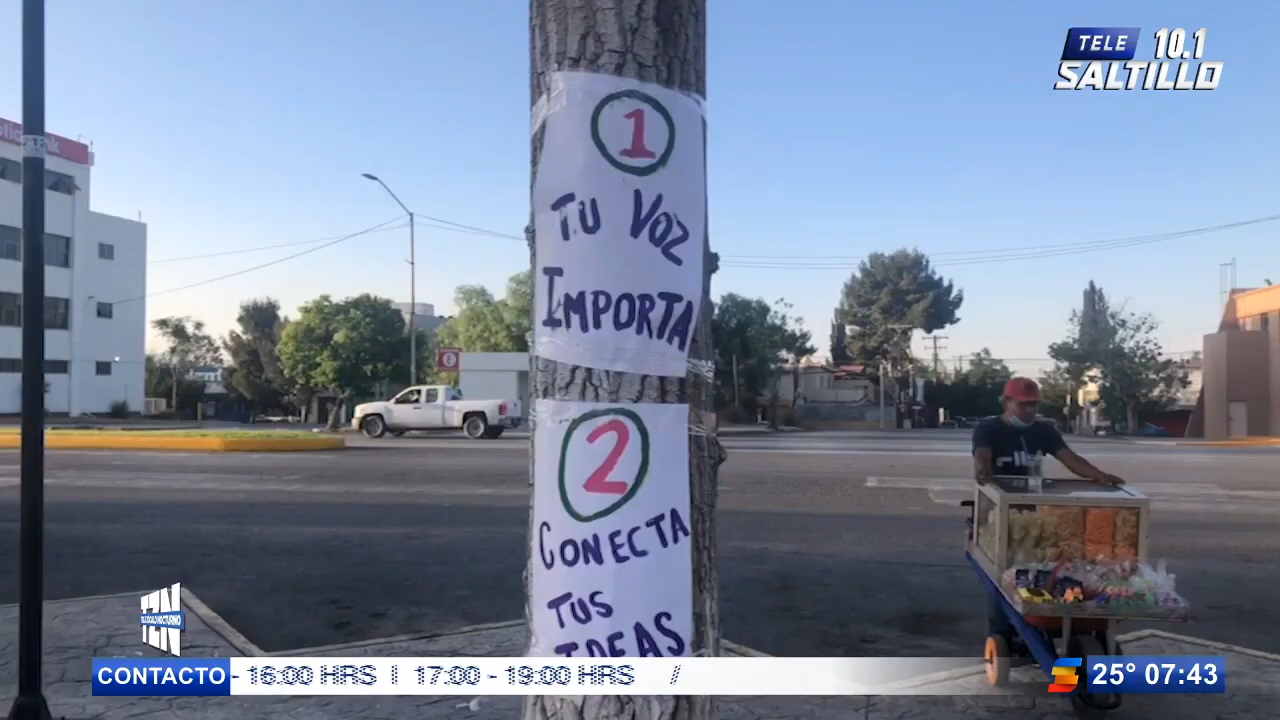 TELE 10.1
SALTILLO
1
TU VOZ
IMPORTA
2
CONECTA
TUS
IDEAS
CONTACTO - 16:00 HRS | 17:00 - 19:00 HRS /
25° 07:43